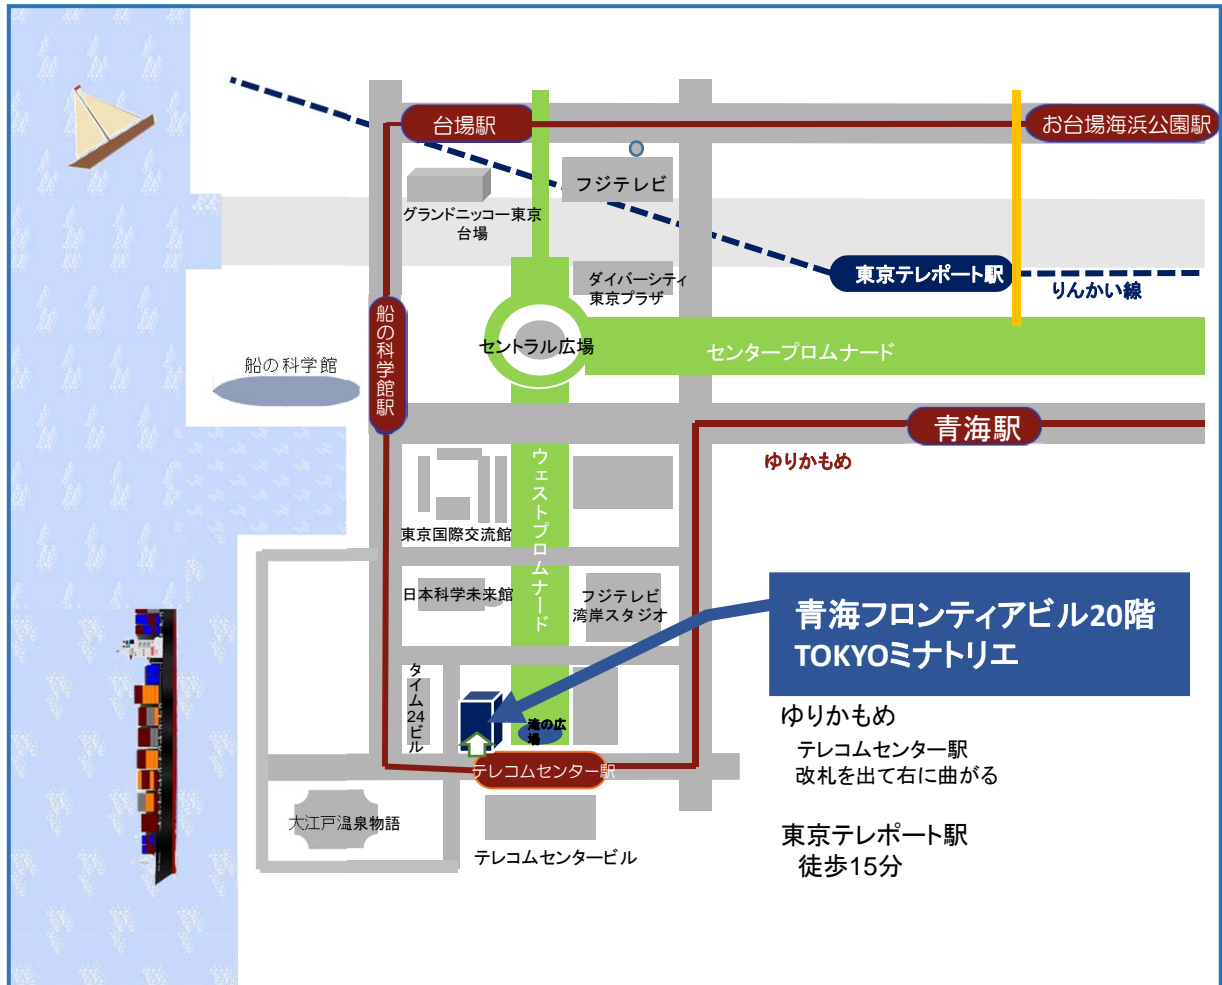 台場駅
お台場海浜公園駅
フジテレビ
グランドニッコー東京
台場
東京テレポート駅
りんかい線
ダイバーシティ
東京プラザ
船の科学館駅
セントラル広場
センタープロムナード
船の科学館
青海駅
ゆりかもめ
ウェストプロムナード
東京国際交流館
日本科学未来館
フジテレビ
湾岸スタジオ
青海フロンティアビル20階
TOKYOミナトリエ
タイム24ビル
滝の広
場
ゆりかもめ
テレコムセンター駅
改札を出て右に曲がる
テレコムセンター駅
大江戸温泉物語
テレコムセンタービル
東京テレポート駅
徒歩15分